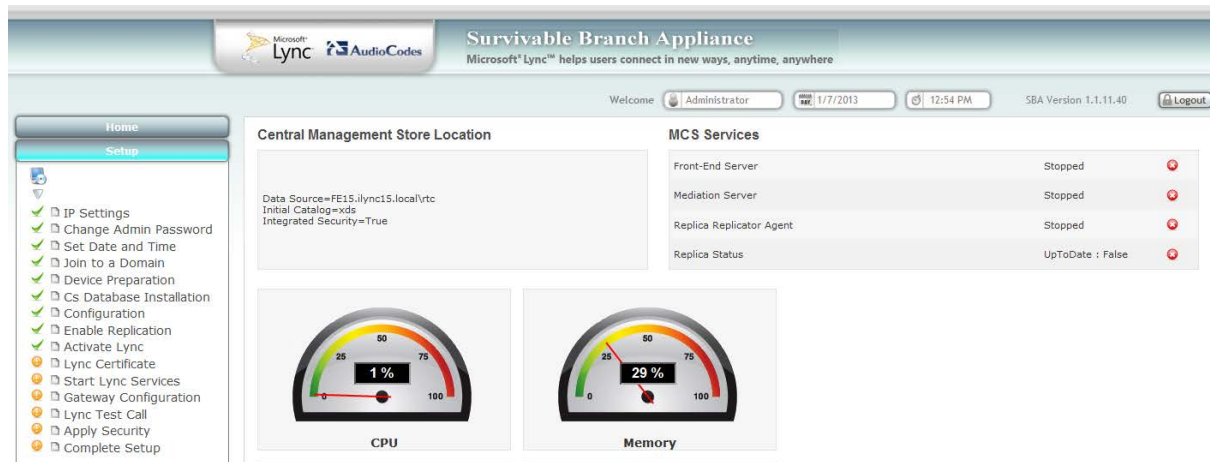 Microsoft®
Lync
AudioCodes
Survivable Branch Appliance
Microsoft® Lync™ helps users connect in new ways, anytime, anywhere
Welcome Administrator 1/7/2013 12:54 PM SBA Version 1.1.11.40 Logout
Home
Setup
IP Settings
Change Admin Password
Set Date and Time
Join to a Domain
Device Preparation
Cs Database Installation
Configuration
Enable Replication
Activate Lync
Lync Certificate
Start Lync Services
Gateway Configuration
Lync Test Call
Apply Security
Complete Setup
Central Management Store Location
Data Source=FE15.ilync15.local\rtc
Initial Catalog=xds
Integrated Security=True
MCS Services
Front-End Server Stopped
Mediation Server Stopped
Replica Replicator Agent Stopped
Replica Status UpToDate : False
50
25 75
1 %
0 100
CPU
50
25 75
29 %
0 100
Memory